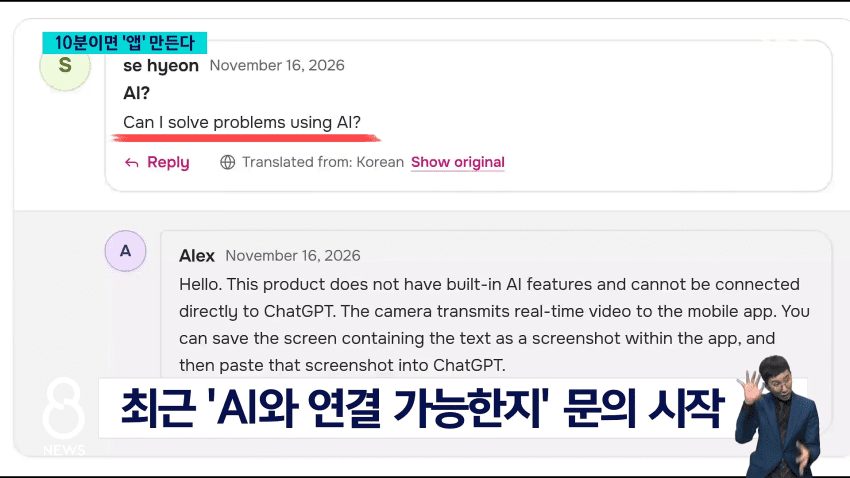 10분이면 '앱' 만든다
S
se hyeon November 16, 2026
AI?
Can I solve problems using AI?
Reply Translated from: Korean Show original
A
Alex November 16, 2026
Hello. This product does not have built-in AI features and cannot be connected
directly to ChatGPT. The camera transmits real-time video to the mobile app. You
can save the screen containing the text as a screenshot within the app, and
then paste that screenshot into ChatGPT.
최근 'AI와 연결 가능한지' 문의 시작
8
NEWS